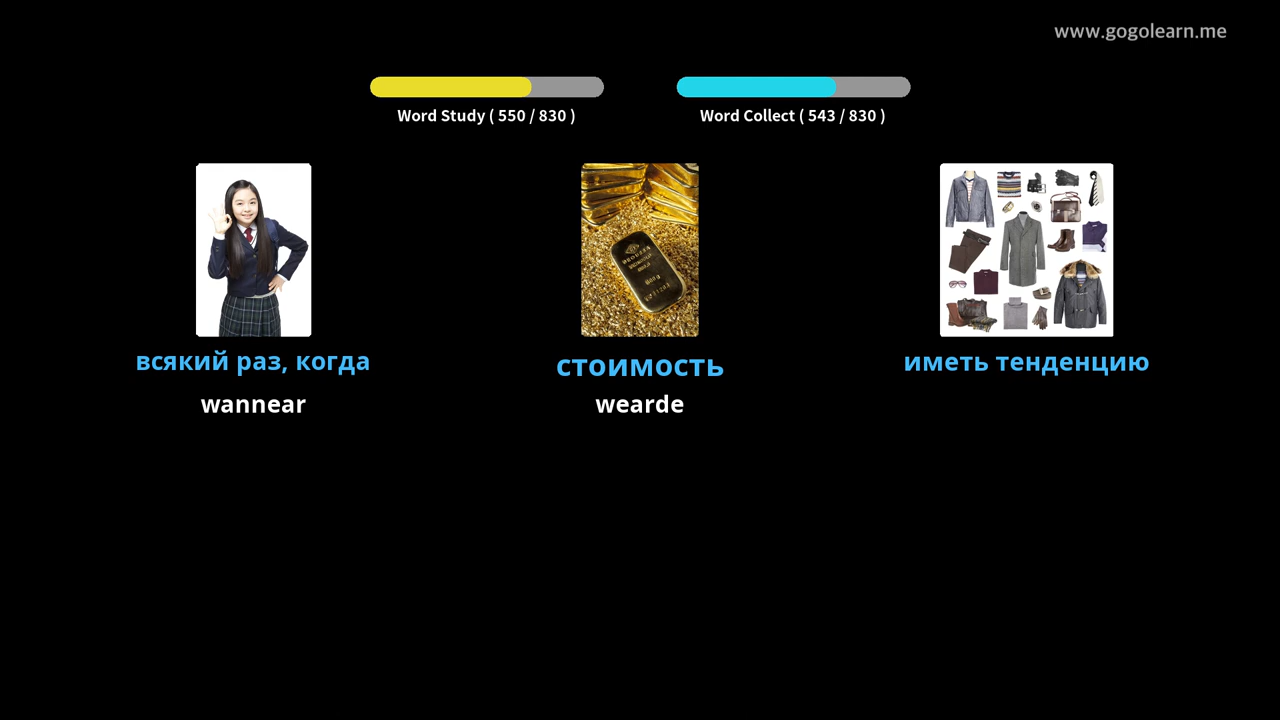 www.gogolearn.me
Word Study ( 550 / 830 )
Word Collect ( 543 / 830 )
всякий раз, когда
стоимость
иметь тенденцию
wannear
wearde